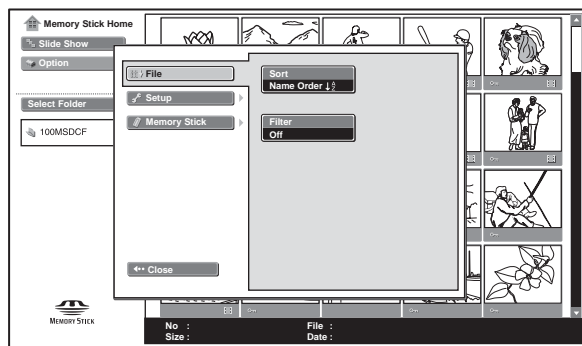 Memory Stick Home
Slide Show
Option
Select Folder
100MSDCF
File
Setup
Memory Stick
Close
Sort
Name Order
Filter
Off
MEMORY STICK
No :
File :
Size :
Date :